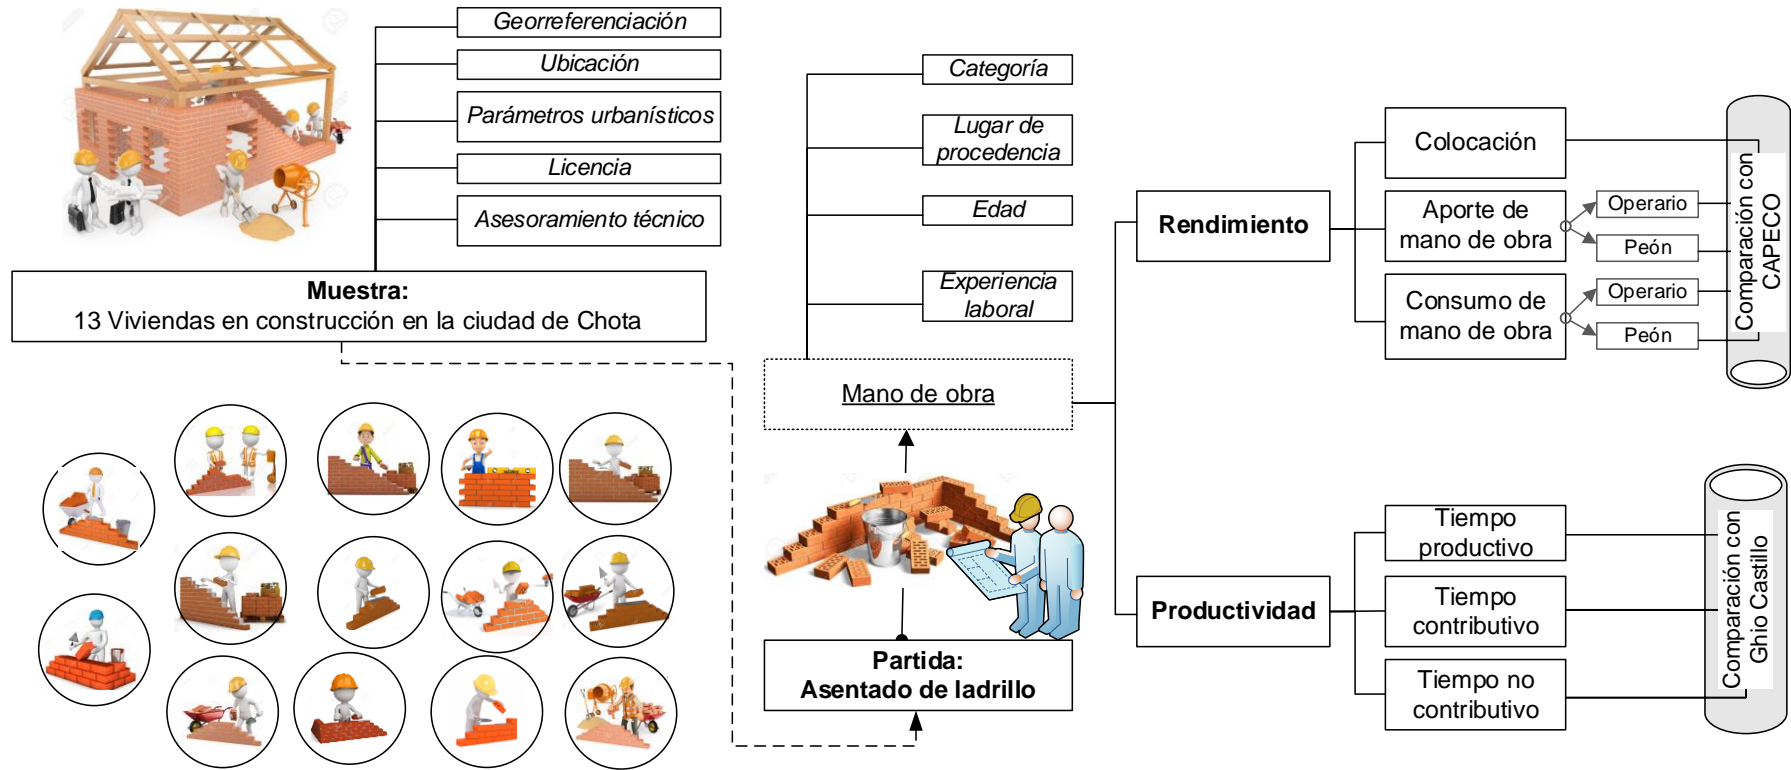 Georreferenciación
Ubicación
Parámetros urbanísticos
Licencia
Asesoramiento técnico
Muestra:
13 Viviendas en construcción en la ciudad de Chota
Categoría
Lugar de
procedencia
Edad
Experiencia
laboral
Mano de obra
Partida:
Asentado de ladrillo
Rendimiento
Colocación
Aporte de
mano de obra
Operario
Peón
Consumo de
mano de obra
Operario
Peón
Comparación con
CAPECO
Productividad
Tiempo
productivo
Tiempo
contributivo
Tiempo no
contributivo
Comparación con
Ghio Castillo